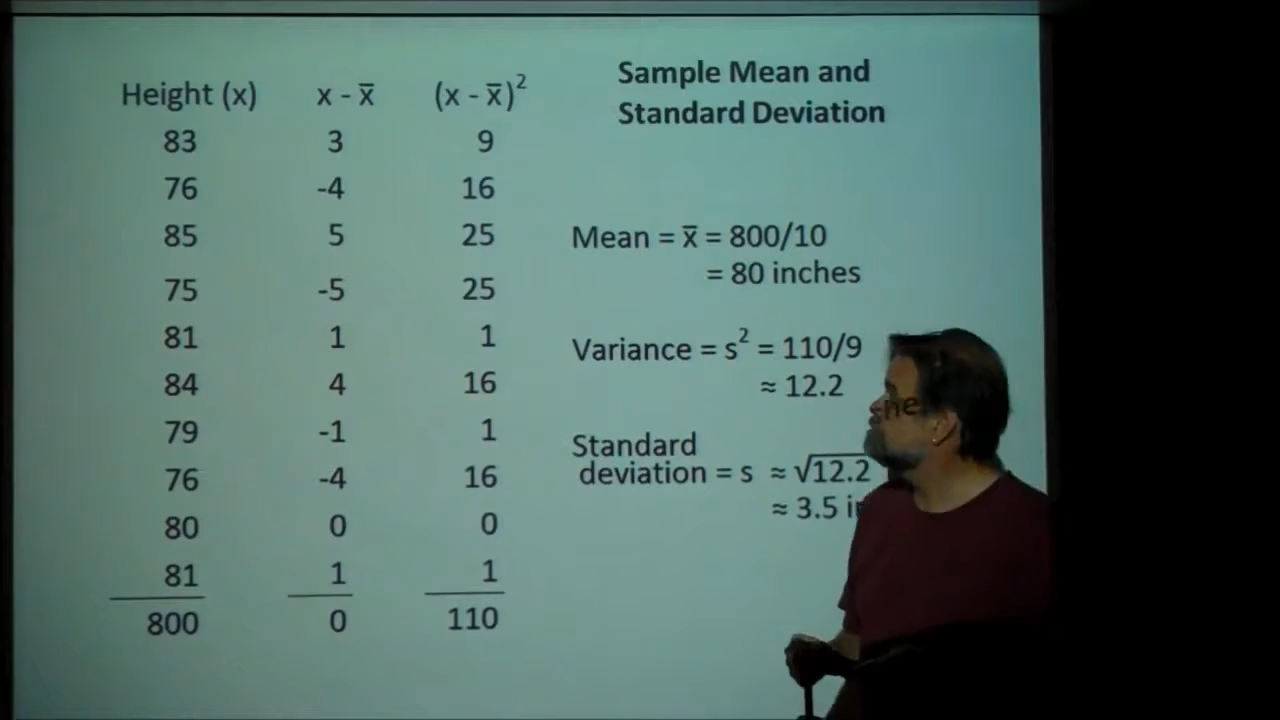 Sample Mean and
Standard Deviation
Height (x) x - x̅ (x - x̅)²
83 3 9
76 -4 16
85 5 25
75 -5 25
81 1 1
84 4 16
79 -1 1
76 -4 16
80 0 0
81 1 1
800 0 110
Mean = x̅ = 800/10
= 80 inches
Variance = s² = 110/9
≈ 12.2
Standard
deviation = s ≈ √12.2
≈ 3.5